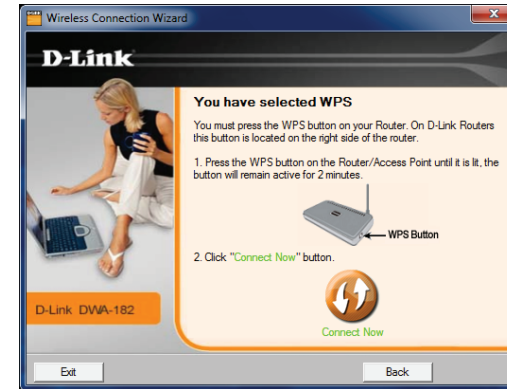 Wireless Connection Wizard
D-Link
You have selected WPS
You must press the WPS button on your Router. On D-Link Routers
this button is located on the right side of the router.
1. Press the WPS button on the Router/Access Point until it is lit, the
button will remain active for 2 minutes.
WPS Button
2. Click "Connect Now" button.
D-Link DWA-182
Connect Now
Exit
Back